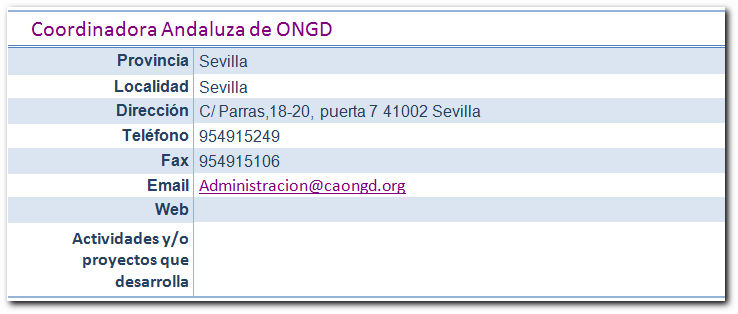 Coordinadora Andaluza de ONGD
Provincia Sevilla
Localidad Sevilla
Dirección C/ Parras,18-20, puerta 7 41002 Sevilla
Teléfono 954915249
Fax 954915106
Email Administracion@caongd.org
Web
Actividades y/o
proyectos que
desarrolla